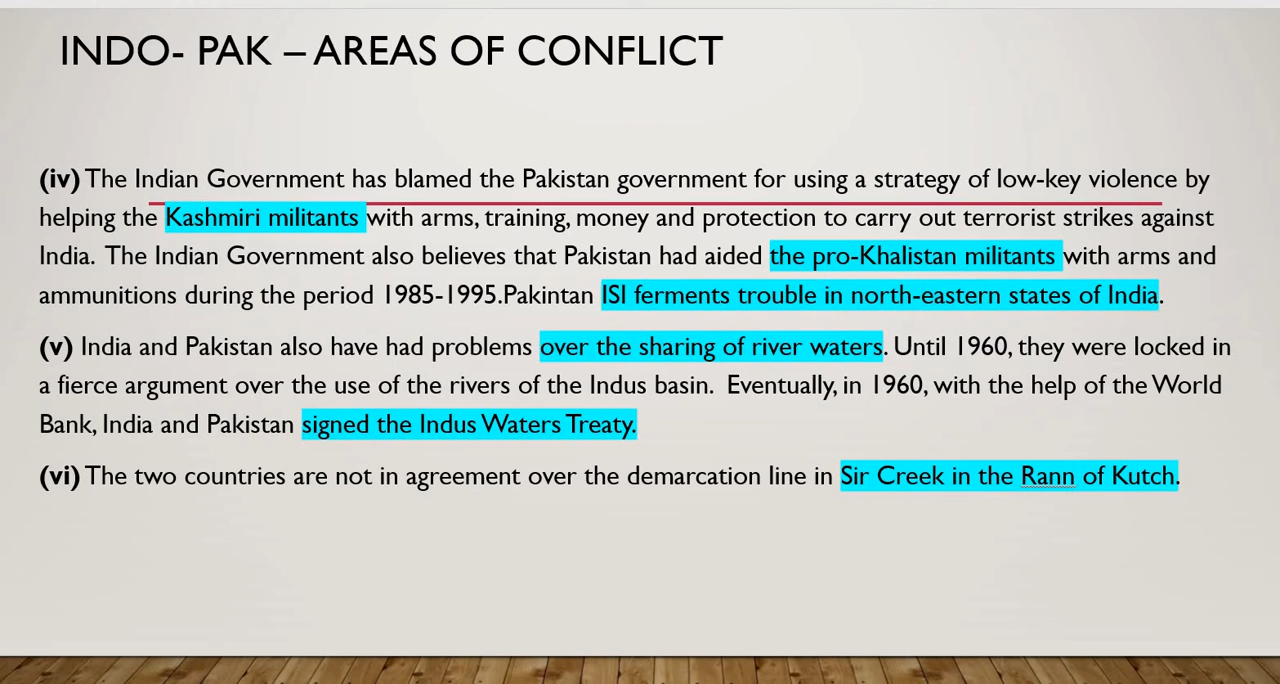 INDO- PAK – AREAS OF CONFLICT
(iv) The Indian Government has blamed the Pakistan government for using a strategy of low-key violence by
helping the Kashmiri militants with arms, training, money and protection to carry out terrorist strikes against
India. The Indian Government also believes that Pakistan had aided the pro-Khalistan militants with arms and
ammunitions during the period 1985-1995.Pakintan ISI ferments trouble in north-eastern states of India.
(v) India and Pakistan also have had problems over the sharing of river waters. Until 1960, they were locked in
a fierce argument over the use of the rivers of the Indus basin. Eventually, in 1960, with the help of the World
Bank, India and Pakistan signed the Indus Waters Treaty.
(vi) The two countries are not in agreement over the demarcation line in Sir Creek in the Rann of Kutch.